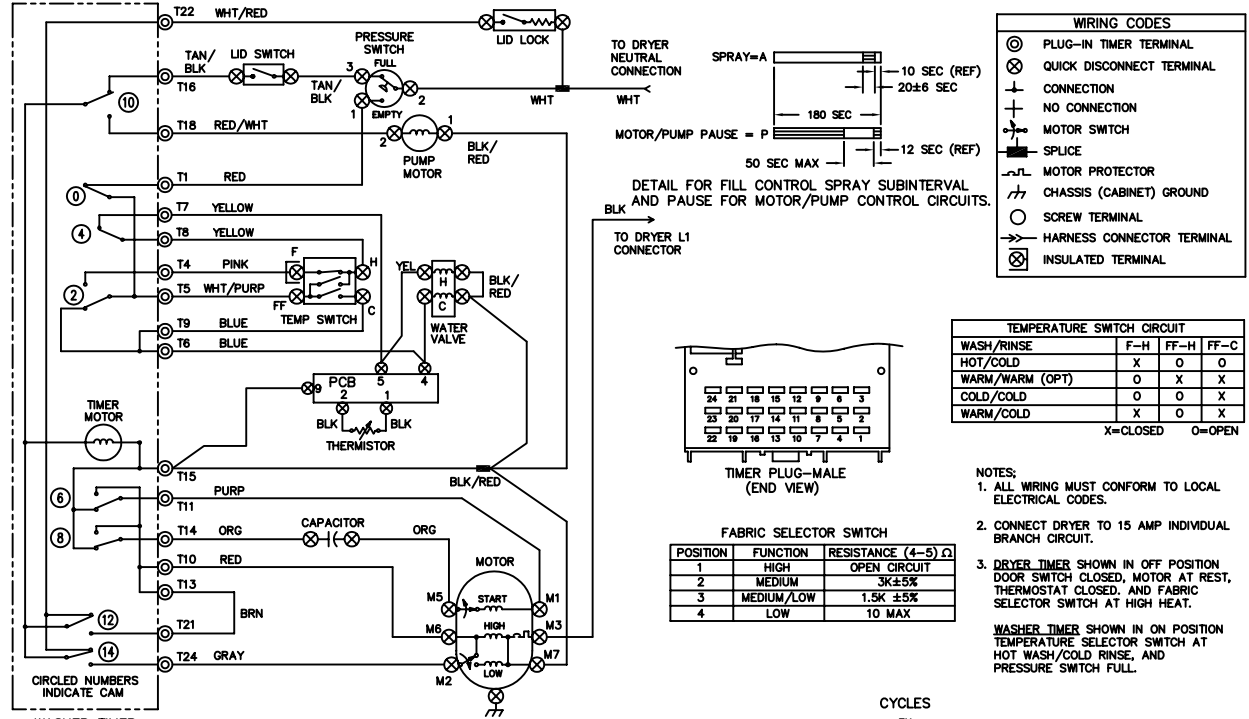 T22 WHT/RED
LID LOCK
TAN/
BLK
T16
LID SWITCH
TAN/
BLK
PRESSURE
SWITCH
FULL
3
2
1
EMPTY
WHT
WHT
TO DRYER
NEUTRAL
CONNECTION
10
T18 RED/WHT
2
1
PUMP
MOTOR
BLK/
RED
0
T1 RED
T7 YELLOW
4
T8 YELLOW
T4 PINK
F
H
2
T5 WHT/PURP
FF
C
TEMP SWITCH
T9 BLUE
T6 BLUE
YEL
H
C
BLK/
RED
WATER
VALVE
BLK
TO DRYER L1
CONNECTOR
9
PCB
5
4
2
1
BLK
BLK
THERMISTOR
TIMER
MOTOR
T15
BLK/RED
6
T11 PURP
8
T14 ORG
CAPACITOR
ORG
T10 RED
T13
BRN
12
T21
14
T24 GRAY
MOTOR
M5
START
M1
M6
HIGH
M3
M2
LOW
M7
CIRCLED NUMBERS
INDICATE CAM
WASHER TIMER
SPRAY=A
10 SEC (REF)
20±6 SEC
180 SEC
MOTOR/PUMP PAUSE = P
12 SEC (REF)
50 SEC MAX
DETAIL FOR FILL CONTROL SPRAY SUBINTERVAL
AND PAUSE FOR MOTOR/PUMP CONTROL CIRCUITS.
WIRING CODES
PLUG-IN TIMER TERMINAL
QUICK DISCONNECT TERMINAL
CONNECTION
NO CONNECTION
MOTOR SWITCH
SPLICE
MOTOR PROTECTOR
CHASSIS (CABINET) GROUND
SCREW TERMINAL
HARNESS CONNECTOR TERMINAL
INSULATED TERMINAL
TEMPERATURE SWITCH CIRCUIT
WASH/RINSE F-H FF-H FF-C
HOT/COLD X O O
WARM/WARM (OPT) O X X
COLD/COLD O O X
WARM/COLD X O X
X=CLOSED O=OPEN
24 21 18 15 12 9 6 3
23 20 17 14 11 8 5 2
22 19 16 13 10 7 4 1
TIMER PLUG-MALE
(END VIEW)
FABRIC SELECTOR SWITCH
POSITION FUNCTION RESISTANCE (4-5) Ω
1 HIGH OPEN CIRCUIT
2 MEDIUM 3K±5%
3 MEDIUM/LOW 1.5K ±5%
4 LOW 10 MAX
NOTES;
1. ALL WIRING MUST CONFORM TO LOCAL
ELECTRICAL CODES.
2. CONNECT DRYER TO 15 AMP INDIVIDUAL
BRANCH CIRCUIT.
3. DRYER TIMER SHOWN IN OFF POSITION
DOOR SWITCH CLOSED, MOTOR AT REST,
THERMOSTAT CLOSED. AND FABRIC
SELECTOR SWITCH AT HIGH HEAT.
WASHER TIMER SHOWN IN ON POSITION
TEMPERATURE SELECTOR SWITCH AT
HOT WASH/COLD RINSE, AND
PRESSURE SWITCH FULL.
CYCLES